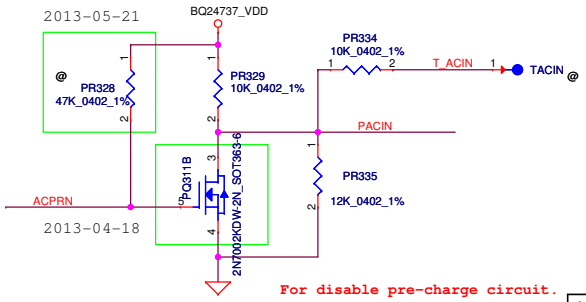 2013-05-21
BQ24737_VDD
@
PR328
47K_0402_1%
1
2
PR329
10K_0402_1%
1
2
PR334
10K_0402_1%
1
2
T_ACIN
1
TACIN @
PACIN
PR335
12K_0402_1%
1
2
PQ311B
2N7002KDW-2N_SOT363-6
3
5
4
ACPRN
2013-04-18
For disable pre-charge circuit.